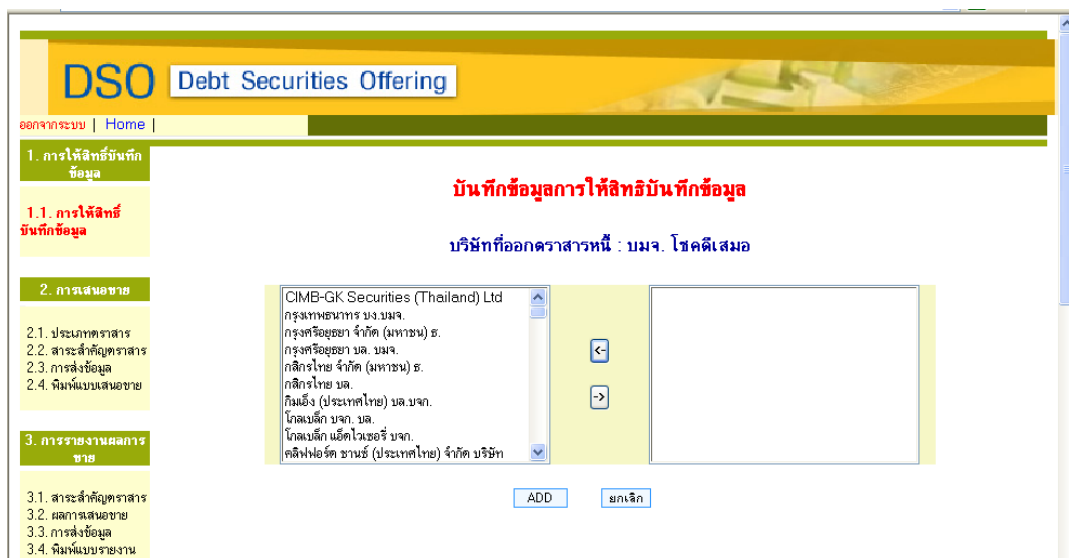 DSO Debt Securities Offering
ออกจากระบบ | Home |
1. การให้สิทธิ์บันทึก
ข้อมูล
1.1. การให้สิทธิ์
บันทึกข้อมูล
2. การเสนอขาย
2.1. ประเภทตราสาร
2.2. สาระสำคัญตราสาร
2.3. การส่งข้อมูล
2.4. พิมพ์แบบเสนอขาย
3. การรายงานผลการ
ขาย
3.1. สาระสำคัญตราสาร
3.2. ผลการเสนอขาย
3.3. การส่งข้อมูล
3.4. พิมพ์แบบรายงาน
บันทึกข้อมูลการให้สิทธิบันทึกข้อมูล
บริษัทที่ออกตราสารหนี้ : บมจ. โชคดีเสมอ
CIMB-GK Securities (Thailand) Ltd
กรุงเทพธนาทร บง.บมจ.
กรุงศรีอยุธยา จำกัด (มหาชน) ธ.
กรุงศรีอยุธยา บล. บมจ.
กสิกรไทย จำกัด (มหาชน) ธ.
กสิกรไทย บล.
กิมเอ็ง (ประเทศไทย) บล.บจก.
โกลเบล็ก บจก. บล.
โกลเบล็ก แอ็ดไวเซอรี่ บจก.
คลิฟฟอร์ด ชานซ์ (ประเทศไทย) จำกัด บริษัท
<-
->
ADD ยกเลิก